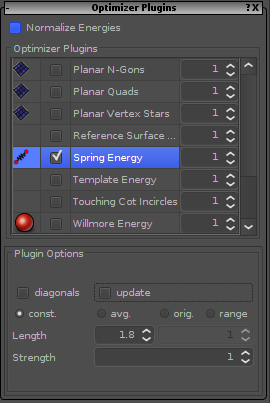 Optimizer Plugins ? X
Normalize Energies
Optimizer Plugins
Planar N-Gons 1
Planar Quads 1
Planar Vertex Stars 1
Reference Surface ... 1
Spring Energy 1
Template Energy 1
Touching Cot Incircles 1
Willmore Energy 1
Plugin Options
diagonals update
const. avg. orig. range
Length 1.8 1
Strength 1